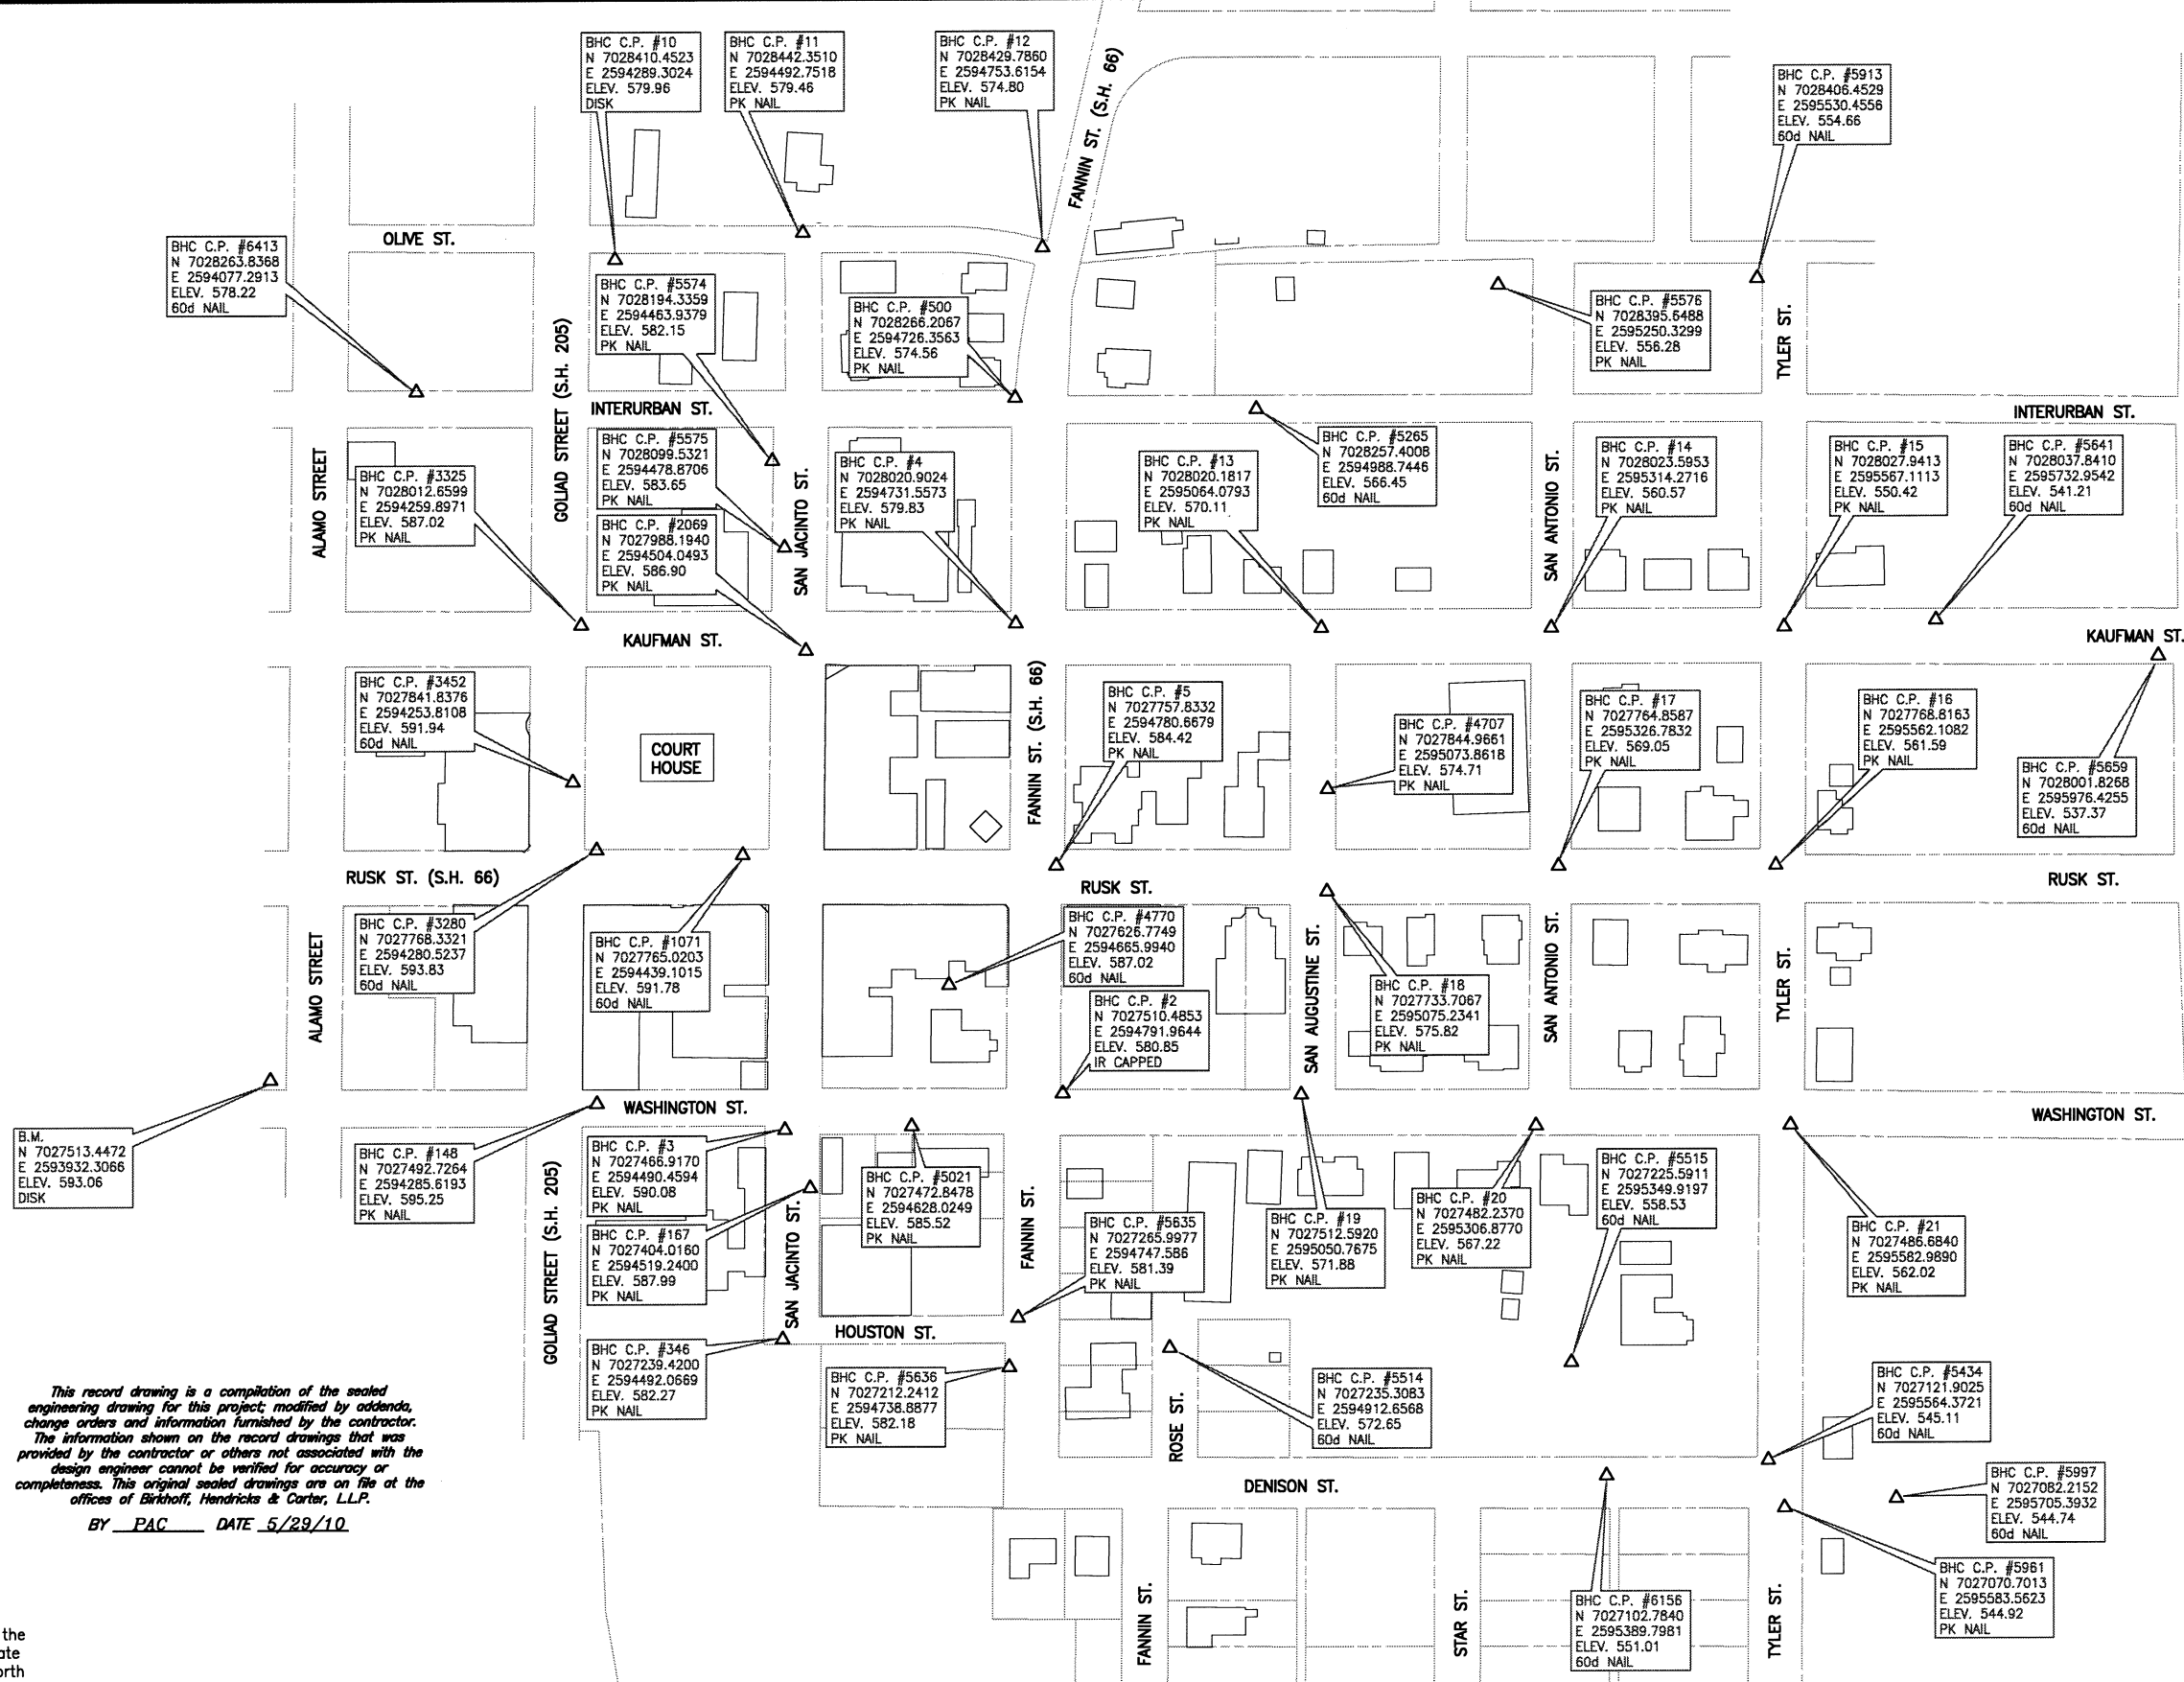 BHC C.P. #10
N 7028410.4523
E 2594289.3024
ELEV. 579.96
DISK
BHC C.P. #11
N 7028442.3510
E 2594492.7518
ELEV. 579.46
PK NAIL
BHC C.P. #12
N 7028429.7860
E 2594753.6154
ELEV. 574.80
PK NAIL
FANNIN ST. (S.H. 66)
BHC C.P. #5913
N 7028406.4529
E 2595530.4556
ELEV. 554.66
60d NAIL
OLIVE ST.
BHC C.P. #6413
N 7028263.8368
E 2594077.2913
ELEV. 578.22
60d NAIL
BHC C.P. #5574
N 7028194.3359
E 2594463.9379
ELEV. 582.15
PK NAIL
BHC C.P. #500
N 7028266.2067
E 2594726.3563
ELEV. 574.56
PK NAIL
BHC C.P. #5576
N 7028395.6488
E 2595250.3299
ELEV. 556.28
PK NAIL
TYLER ST.
GOLIAD STREET (S.H. 205)
INTERURBAN ST.
INTERURBAN ST.
ALAMO STREET
BHC C.P. #3325
N 7028012.6599
E 2594259.8971
ELEV. 587.02
PK NAIL
BHC C.P. #5575
N 7028099.5321
E 2594478.8706
ELEV. 583.65
PK NAIL
BHC C.P. #2069
N 7027988.1940
E 2594504.0493
ELEV. 586.90
PK NAIL
SAN JACINTO ST.
BHC C.P. #4
N 7028020.9024
E 2594731.5573
ELEV. 579.83
PK NAIL
BHC C.P. #13
N 7028020.1817
E 2595064.0793
ELEV. 570.11
PK NAIL
BHC C.P. #5265
N 7028257.4008
E 2594988.7446
ELEV. 566.45
60d NAIL
SAN ANTONIO ST.
BHC C.P. #14
N 7028023.5953
E 2595314.2716
ELEV. 560.57
PK NAIL
BHC C.P. #15
N 7028027.9413
E 2595567.1113
ELEV. 550.42
PK NAIL
BHC C.P. #5641
N 7028037.8410
E 2595732.9542
ELEV. 541.21
60d NAIL
KAUFMAN ST.
KAUFMAN ST.
BHC C.P. #3452
N 7027841.8376
E 2594253.8108
ELEV. 591.94
60d NAIL
COURT
HOUSE
FANNIN ST. (S.H. 66)
BHC C.P. #5
N 7027757.8332
E 2594780.6679
ELEV. 584.42
PK NAIL
BHC C.P. #4707
N 7027844.9661
E 2595073.8618
ELEV. 574.71
PK NAIL
BHC C.P. #17
N 7027764.8587
E 2595326.7832
ELEV. 569.05
PK NAIL
BHC C.P. #16
N 7027768.8163
E 2595562.1082
ELEV. 561.59
PK NAIL
BHC C.P. #5659
N 7028001.8268
E 2595976.4255
ELEV. 537.37
60d NAIL
RUSK ST. (S.H. 66)
RUSK ST.
RUSK ST.
ALAMO STREET
BHC C.P. #3280
N 7027768.3321
E 2594280.5237
ELEV. 593.83
60d NAIL
BHC C.P. #1071
N 7027765.0203
E 2594439.1015
ELEV. 591.78
60d NAIL
BHC C.P. #4770
N 7027626.7749
E 2594665.9940
ELEV. 587.02
60d NAIL
BHC C.P. #2
N 7027510.4853
E 2594791.9644
ELEV. 580.85
IR CAPPED
SAN AUGUSTINE ST.
BHC C.P. #18
N 7027733.7067
E 2595075.2341
ELEV. 575.82
PK NAIL
SAN ANTONIO ST.
TYLER ST.
WASHINGTON ST.
WASHINGTON ST.
B.M.
N 7027513.4472
E 2593932.3066
ELEV. 593.06
DISK
BHC C.P. #148
N 7027492.7264
E 2594285.6193
ELEV. 595.25
PK NAIL
GOLIAD STREET (S.H. 205)
BHC C.P. #3
N 7027466.9170
E 2594490.4594
ELEV. 590.08
PK NAIL
BHC C.P. #167
N 7027404.0160
E 2594519.2400
ELEV. 587.99
PK NAIL
SAN JACINTO ST.
BHC C.P. #5021
N 7027472.8478
E 2594628.0249
ELEV. 585.52
PK NAIL
FANNIN ST.
BHC C.P. #5635
N 7027265.9977
E 2594747.586
ELEV. 581.39
PK NAIL
BHC C.P. #19
N 7027512.5920
E 2595050.7675
ELEV. 571.88
PK NAIL
BHC C.P. #20
N 7027482.2370
E 2595306.8770
ELEV. 567.22
PK NAIL
BHC C.P. #5515
N 7027225.5911
E 2595349.9197
ELEV. 558.53
60d NAIL
BHC C.P. #21
N 7027486.6840
E 2595582.9890
ELEV. 562.02
PK NAIL
HOUSTON ST.
BHC C.P. #346
N 7027239.4200
E 2594492.0669
ELEV. 582.27
PK NAIL
BHC C.P. #5636
N 7027212.2412
E 2594738.8877
ELEV. 582.18
PK NAIL
ROSE ST.
BHC C.P. #5514
N 7027235.3083
E 2594912.6568
ELEV. 572.65
60d NAIL
BHC C.P. #5434
N 7027121.9025
E 2595564.3721
ELEV. 545.11
60d NAIL
DENISON ST.
BHC C.P. #5997
N 7027082.2152
E 2595705.3932
ELEV. 544.74
60d NAIL
BHC C.P. #5961
N 7027070.7013
E 2595583.5623
ELEV. 544.92
PK NAIL
BHC C.P. #6156
N 7027102.7840
E 2595389.7981
ELEV. 551.01
60d NAIL
FANNIN ST.
STAR ST.
TYLER ST.
This record drawing is a compilation of the sealed
engineering drawing for this project; modified by addenda,
change orders and information furnished by the contractor.
The information shown on the record drawings that was
provided by the contractor or others not associated with the
design engineer cannot be verified for accuracy or
completeness. This original sealed drawings are on file at the
offices of Birkhoff, Hendricks & Carter, L.L.P.
BY PAC DATE 5/29/10
the
ate
orth